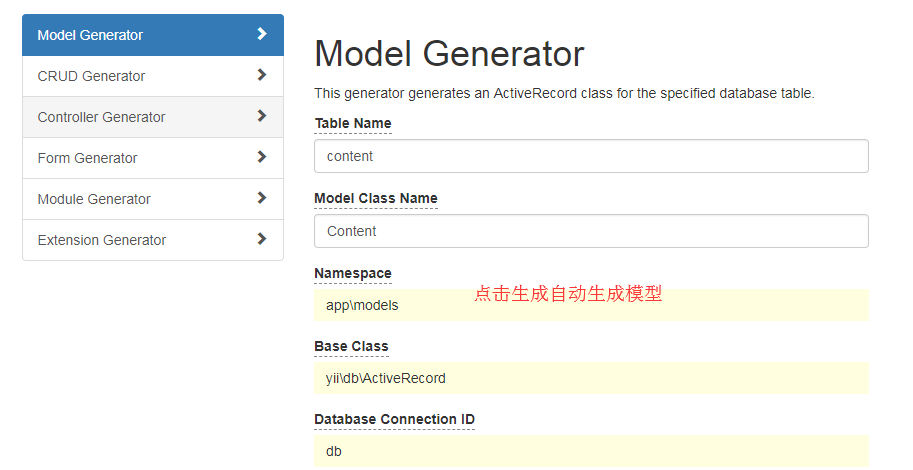 Model Generator
CRUD Generator
Controller Generator
Form Generator
Module Generator
Extension Generator
Model Generator
This generator generates an ActiveRecord class for the specified database table.
Table Name
content
Model Class Name
Content
Namespace
点击生成自动生成模型
app\models
Base Class
yii\db\ActiveRecord
Database Connection ID
db